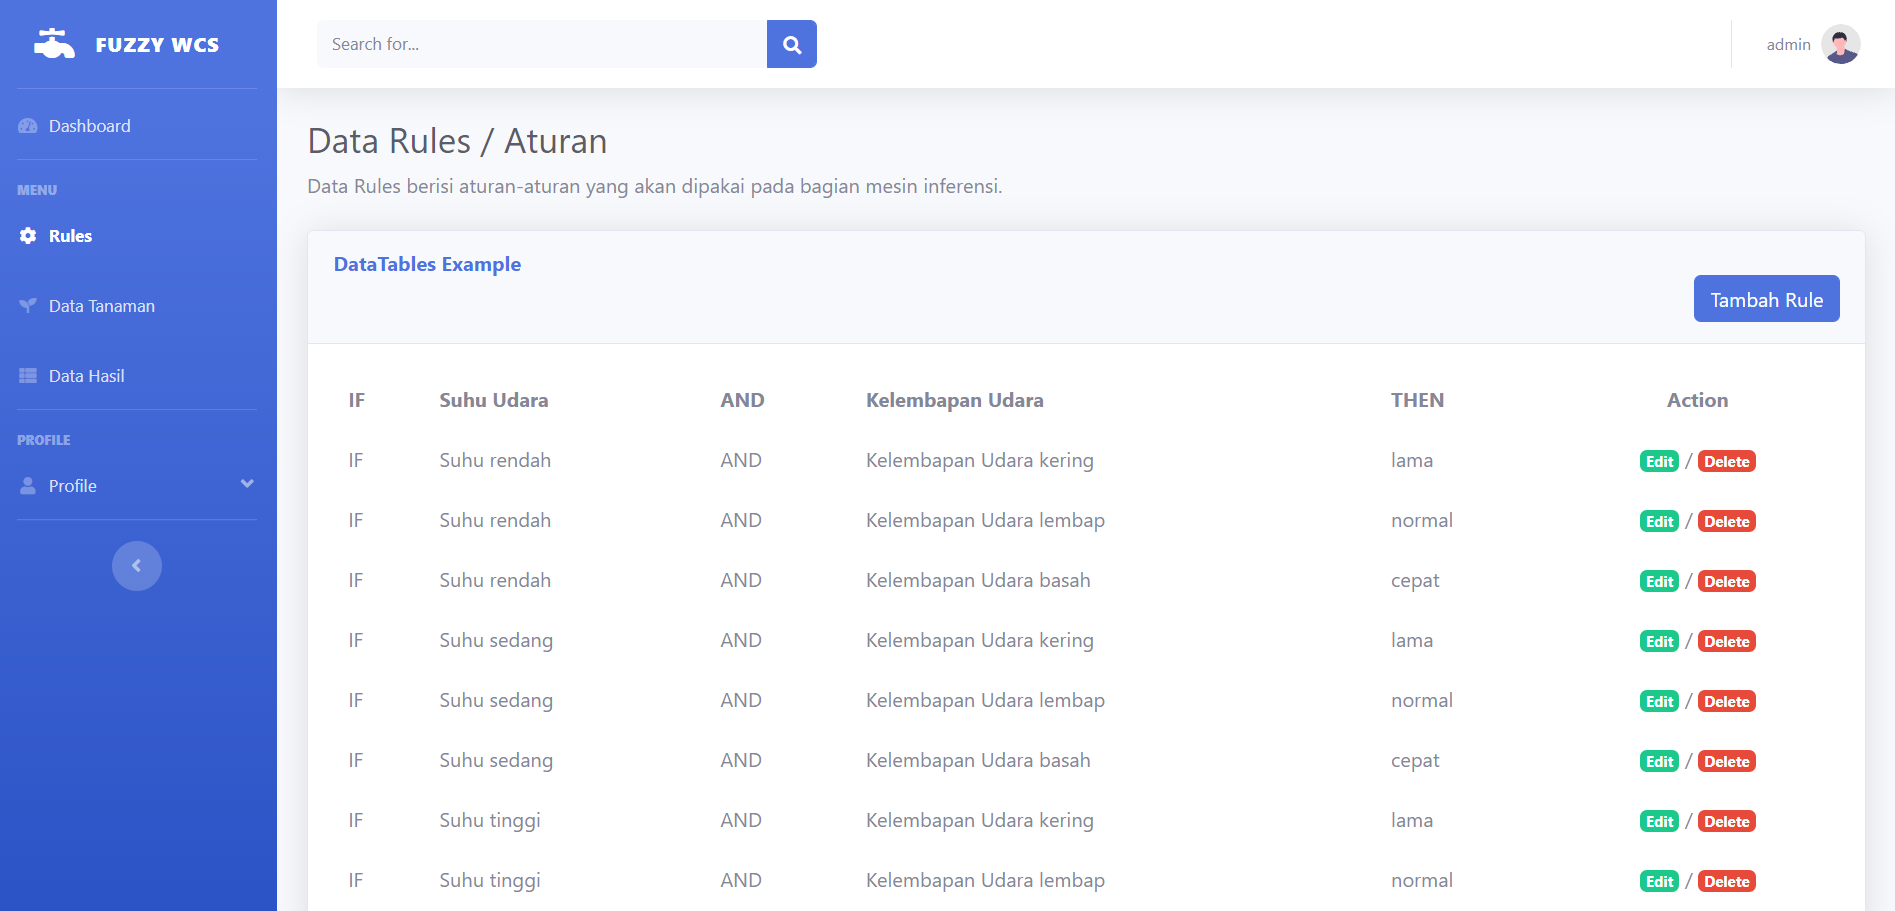 FUZZY WCS
Search for...
admin
Dashboard
MENU
Rules
Data Tanaman
Data Hasil
PROFILE
Profile
Data Rules / Aturan
Data Rules berisi aturan-aturan yang akan dipakai pada bagian mesin inferensi.
DataTables Example
Tambah Rule
IF Suhu Udara AND Kelembapan Udara THEN Action
IF Suhu rendah AND Kelembapan Udara kering lama Edit / Delete
IF Suhu rendah AND Kelembapan Udara lembap normal Edit / Delete
IF Suhu rendah AND Kelembapan Udara basah cepat Edit / Delete
IF Suhu sedang AND Kelembapan Udara kering lama Edit / Delete
IF Suhu sedang AND Kelembapan Udara lembap normal Edit / Delete
IF Suhu sedang AND Kelembapan Udara basah cepat Edit / Delete
IF Suhu tinggi AND Kelembapan Udara kering lama Edit / Delete
IF Suhu tinggi AND Kelembapan Udara lembap normal Edit / Delete